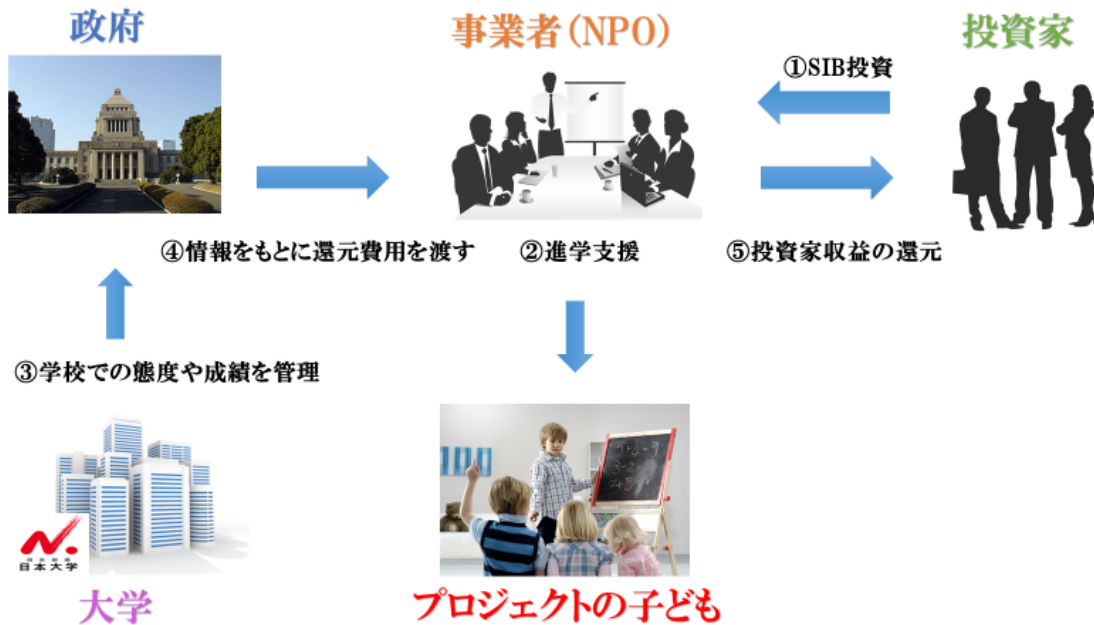 政府
事業者(NPO)
投資家
①SIB投資
④情報をもとに還元費用を渡す
②進学支援
⑤投資家収益の還元
③学校での態度や成績を管理
N.
日本大学
大学
プロジェクトの子ども